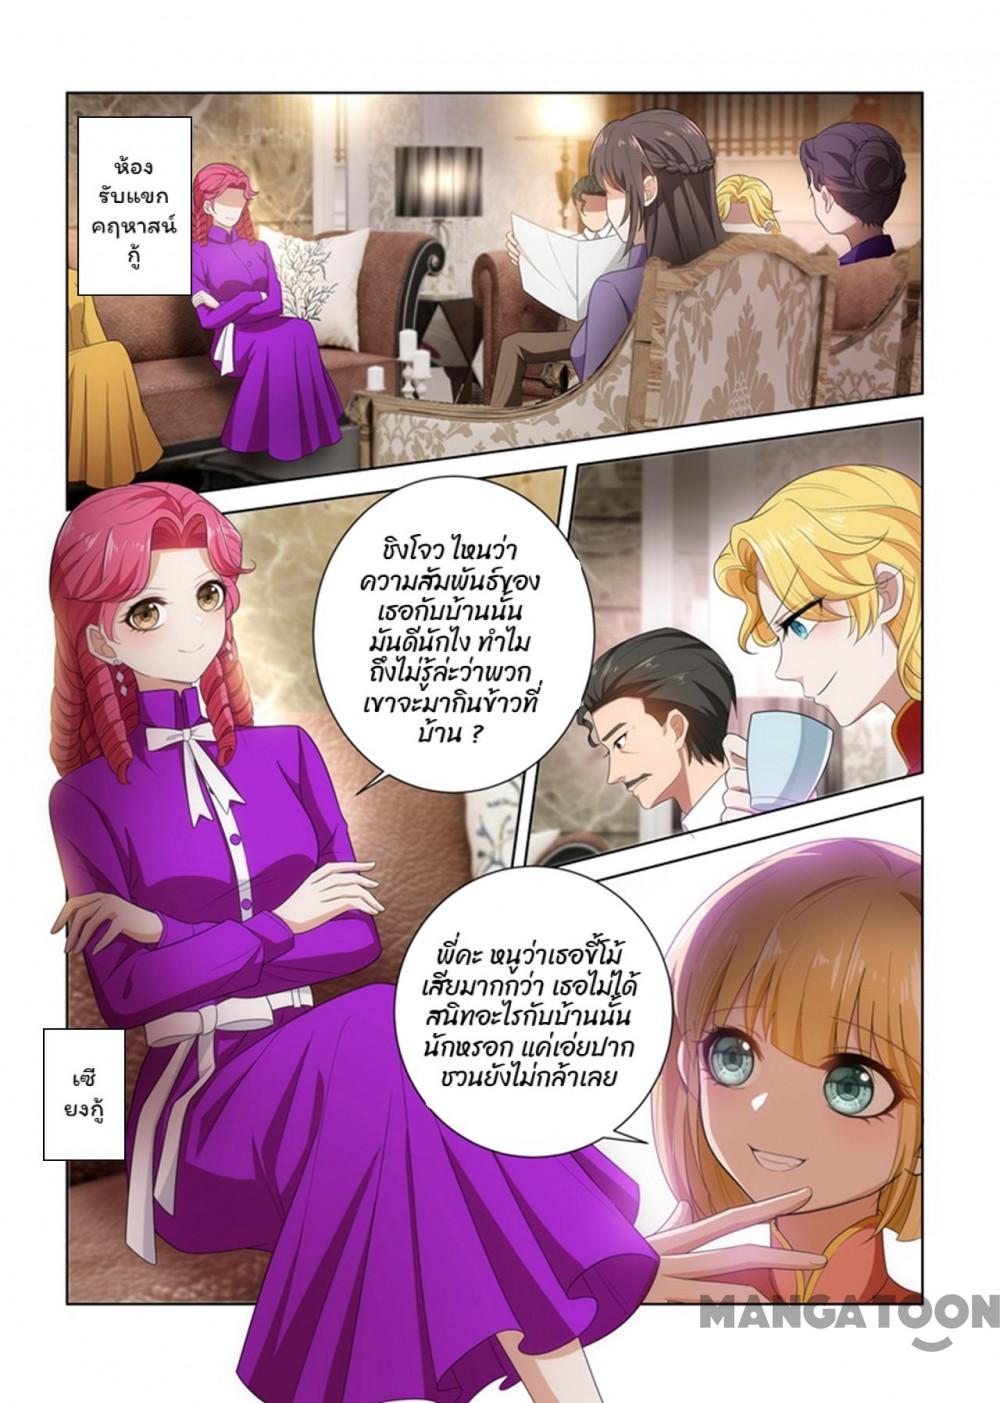 ห้อง
รับแขก
คฤหาสน์
กู้
ชิงโจว ไหนว่า
ความสัมพันธ์ของ
เธอกับบ้านนั้น
มันดีนักไง ทำไม
ถึงไม่รู้ล่ะว่าพวก
เขาจะมากินข้าวที่
บ้าน ?
พี่คะ หนูว่าเธอขี้โม้
เสียมากกว่า เธอไม่ได้
สนิทอะไรกับบ้านนั้น
นักหรอก แค่เอ่ยปาก
ชวนยังไม่กล้าเลย
เซี
ยงกู้
MANGATOON